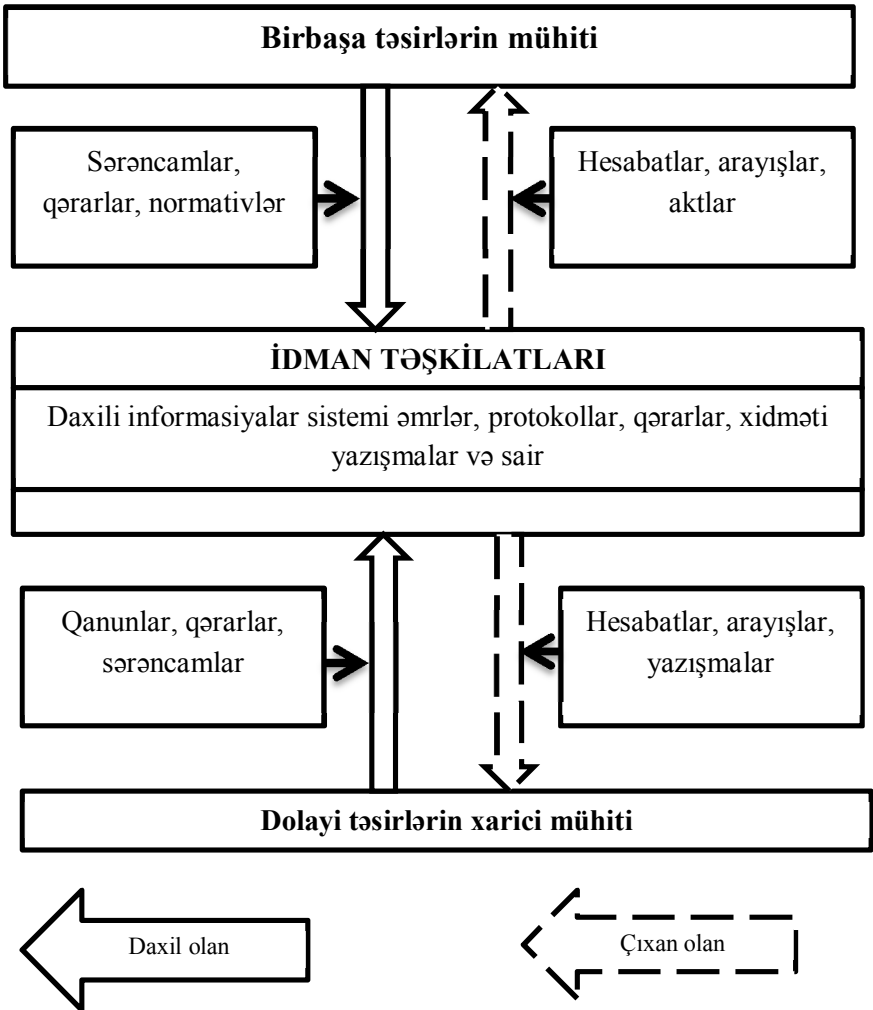 Birbaşa təsirlərin mühiti
Sərəncamlar,
qərarlar, normativlər
Hesabatlar, arayışlar,
aktlar
İDMAN TƏŞKİLATLARI
Daxili informasiyalar sistemi əmrlər, protokollar, qərarlar, xidməti
yazışmalar və sair
Qanunlar, qərarlar,
sərəncamlar
Hesabatlar, arayışlar,
yazışmalar
Dolayi təsirlərin xarici mühiti
Daxil olan
Çıxan olan